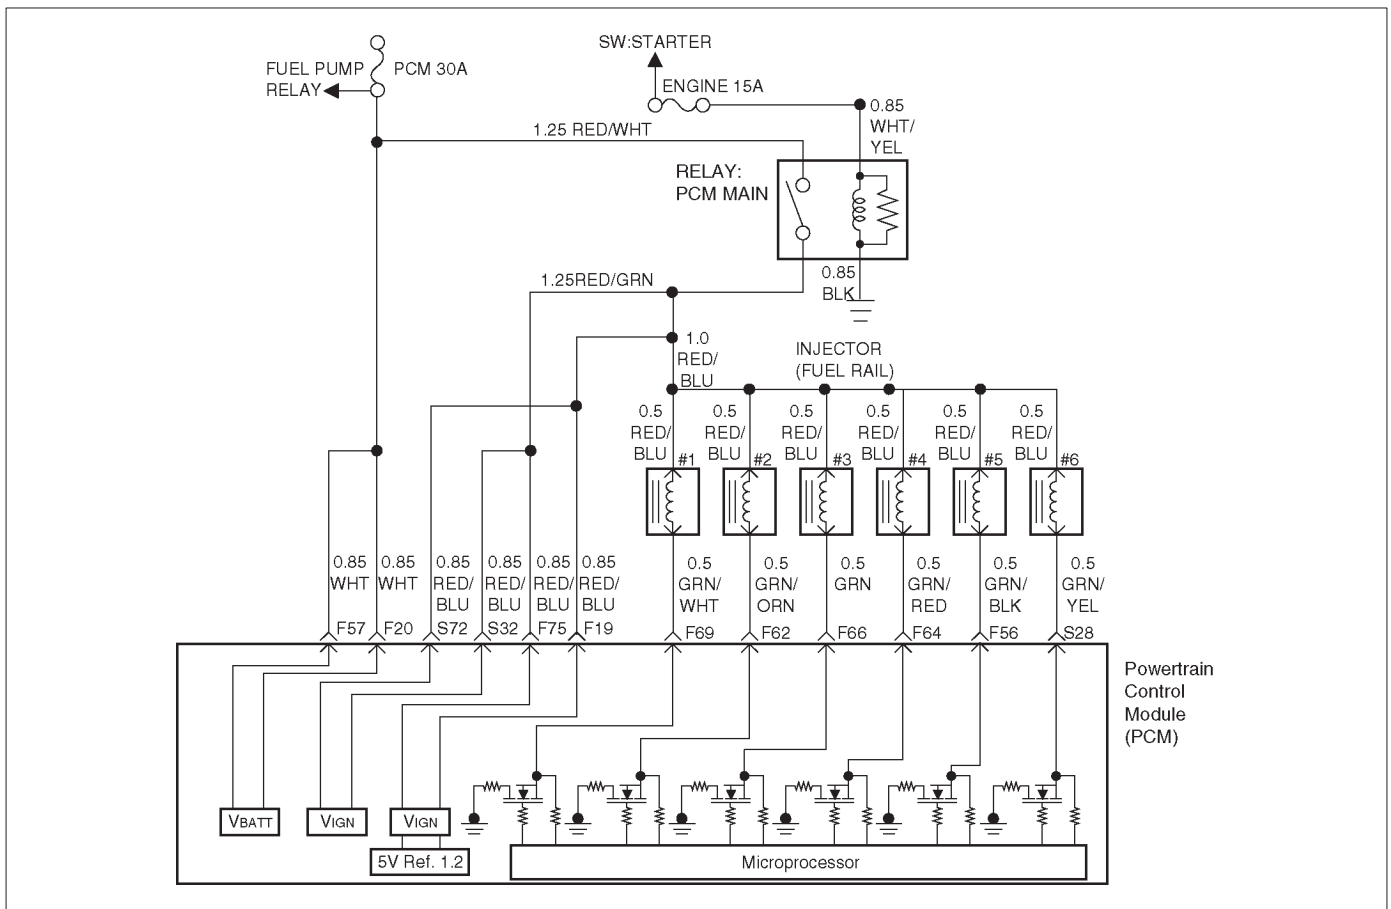 SW:STARTER
FUEL PUMP
RELAY
PCM 30A
ENGINE 15A
0.85
WHT/
YEL
1.25 RED/WHT
RELAY:
PCM MAIN
0.85
BLK
1.25RED/GRN
1.0
RED/
BLU
INJECTOR
(FUEL RAIL)
0.5
RED/
BLU
#1
0.5
RED/
BLU
#2
0.5
RED/
BLU
#3
0.5
RED/
BLU
#4
0.5
RED/
BLU
#5
0.5
RED/
BLU
#6
0.85
WHT
0.85
WHT
0.85
RED/
BLU
0.85
RED/
BLU
0.85
RED/
BLU
0.85
RED/
BLU
0.5
GRN/
WHT
0.5
GRN/
ORN
0.5
GRN
0.5
GRN/
RED
0.5
GRN/
BLK
0.5
GRN/
YEL
F57
F20
S72
S32
F75
F19
F69
F62
F66
F64
F56
S28
Powertrain
Control
Module
(PCM)
VBATT
VIGN
VIGN
5V Ref. 1.2
Microprocessor